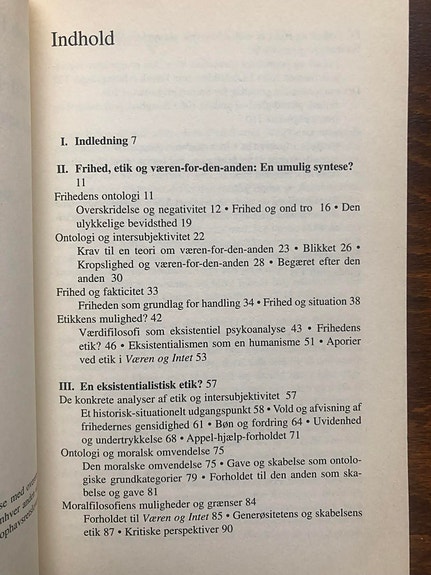 Indhold
I. Indledning 7
II. Frihed, etik og væren-for-den-anden: En umulig syntese?
11
Frihedens ontologi 11
Overskridelse og negativitet 12 • Frihed og ond tro 16 • Den
ulykkelige bevidsthed 19
Ontologi og intersubjektivitet 22
Krav til en teori om væren-for-den-anden 23 • Blikket 26 •
Kropslighed og væren-for-den-anden 28 • Begæret efter den
anden 30
Frihed og fakticitet 33
Friheden som grundlag for handling 34 • Frihed og situation 38
Etikkens mulighed? 42
Værdifilosofi som eksistentiel psykoanalyse 43 • Frihedens
etik? 46 • Eksistentialismen som en humanisme 51 • Aporier
ved etik i Væren og Intet 53
III. En eksistentialistisk etik? 57
De konkrete analyser af etik og intersubjektivitet 57
Et historisk-situationelt udgangspunkt 58 • Vold og afvisning af
frihedernes gensidighed 61 • Bøn og fordring 64 • Uvidenhed
og undertrykkelse 68 • Appel-hjælp-forholdet 71
Ontologi og moralsk omvendelse 75
Den moralske omvendelse 75 • Gave og skabelse som ontolo-
giske grundkategorier 79 • Forholdet til den anden som ska-
belse og gave 81
Moralfilosofiens muligheder og grænser 84
Forholdet til Væren og Intet 85 • Generøsitetens og skabelsens
etik 87 • Kritiske perspektiver 90